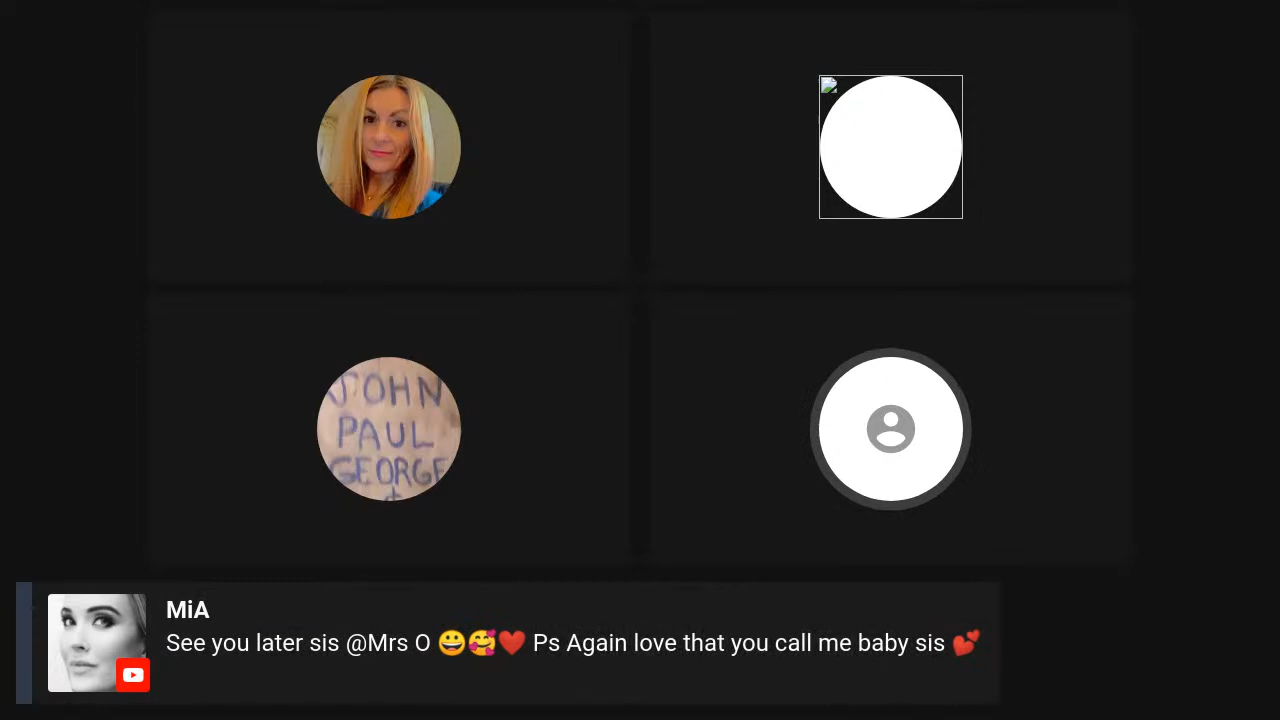 JOHN
PAUL
GEORGE
MiA
See you later sis @Mrs O 😀🥰❤️ Ps Again love that you call me baby sis 💕